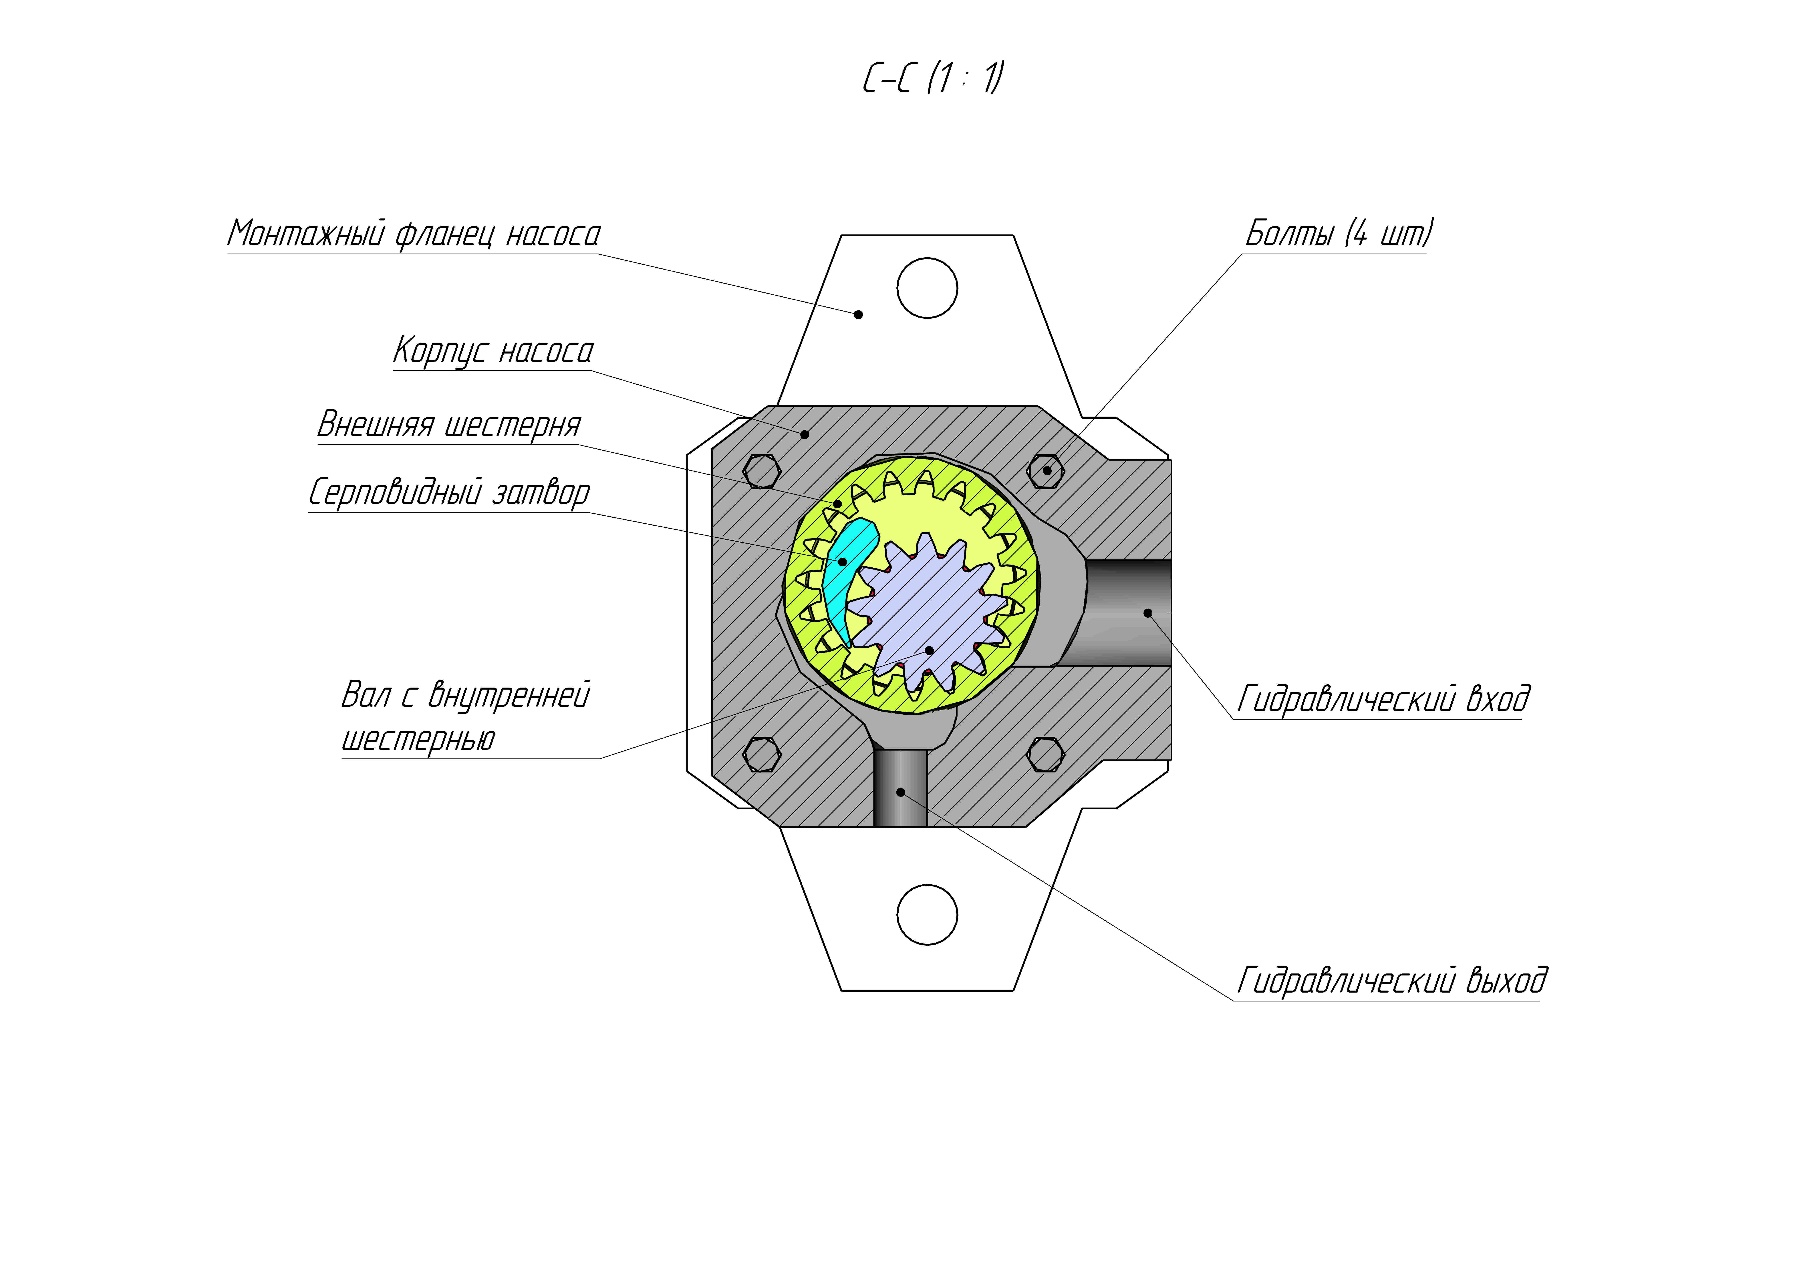 С-С (1 : 1)
Монтажный фланец насоса
Болты (4 шт)
Корпус насоса
Внешняя шестерня
Серповидный затвор
Вал с внутренней
шестернью
Гидравлический вход
Гидравлический выход